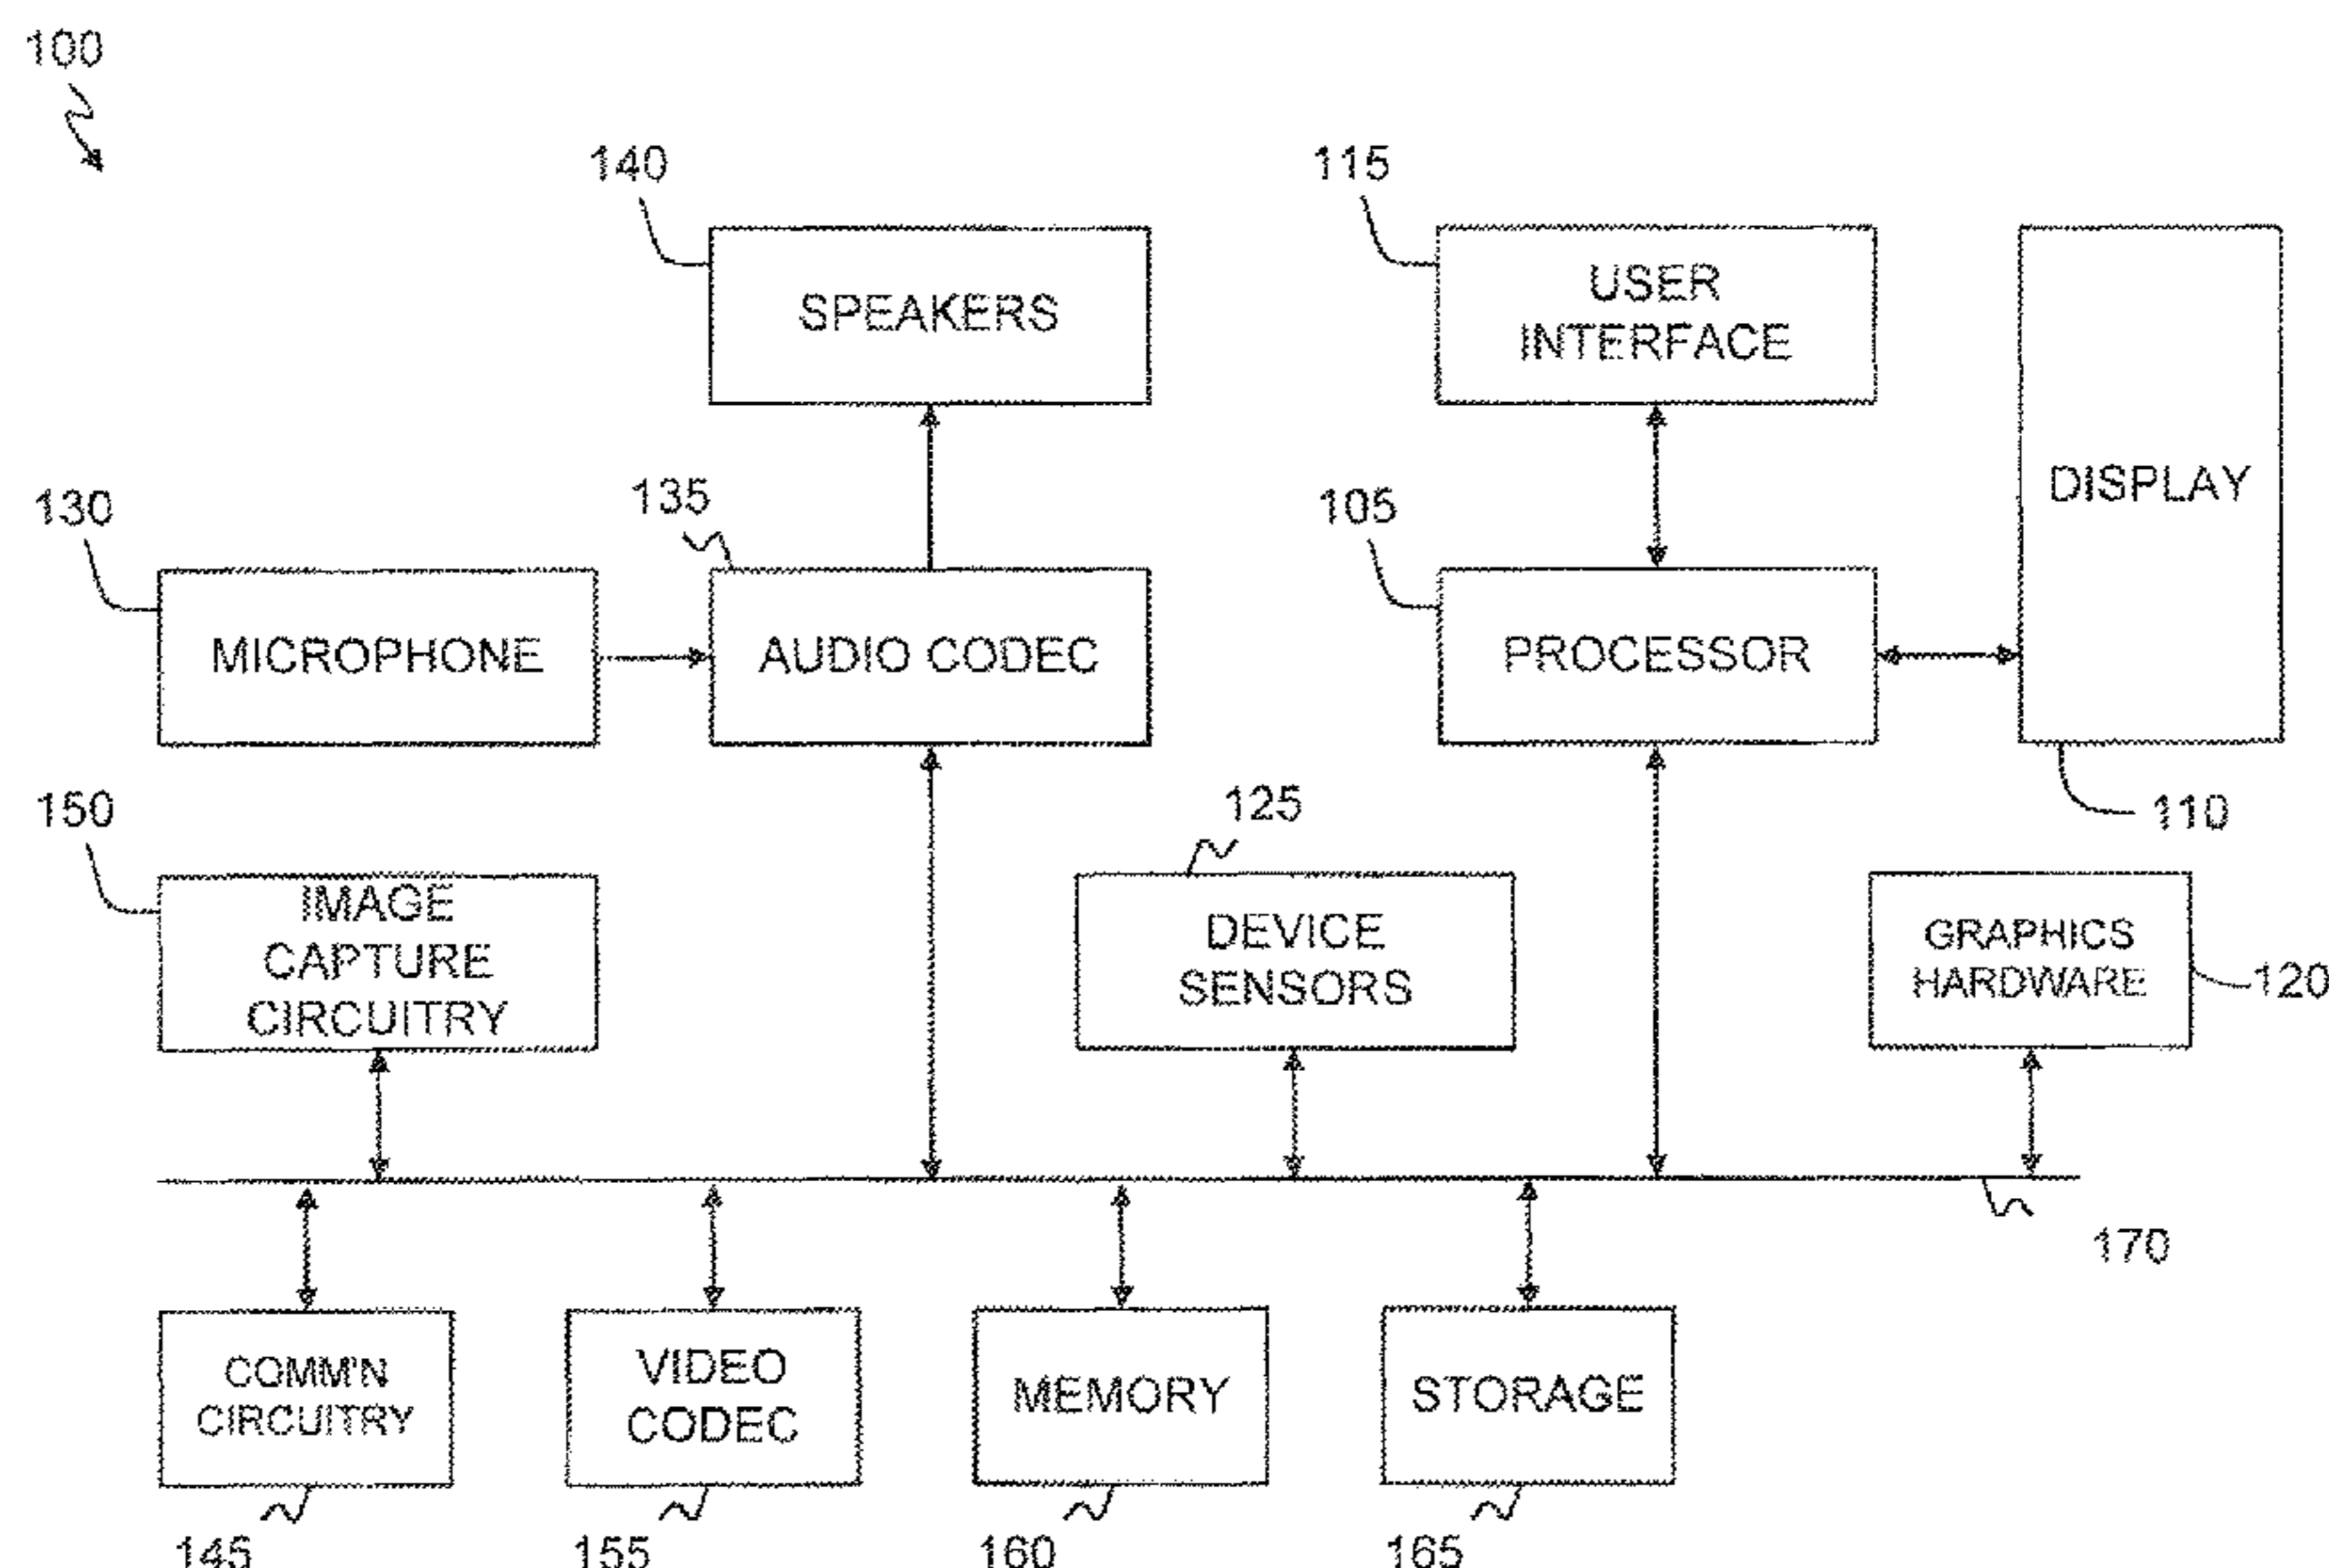 100
140
115
SPEAKERS
USER
INTERFACE
DISPLAY
130
135
105
MICROPHONE
AUDIO CODEC
PROCESSOR
110
150
125
IMAGE
CAPTURE
CIRCUITRY
DEVICE
SENSORS
GRAPHICS
HARDWARE
120
170
COMM'N
CIRCUITRY
VIDEO
CODEC
MEMORY
STORAGE
145
155
160
165